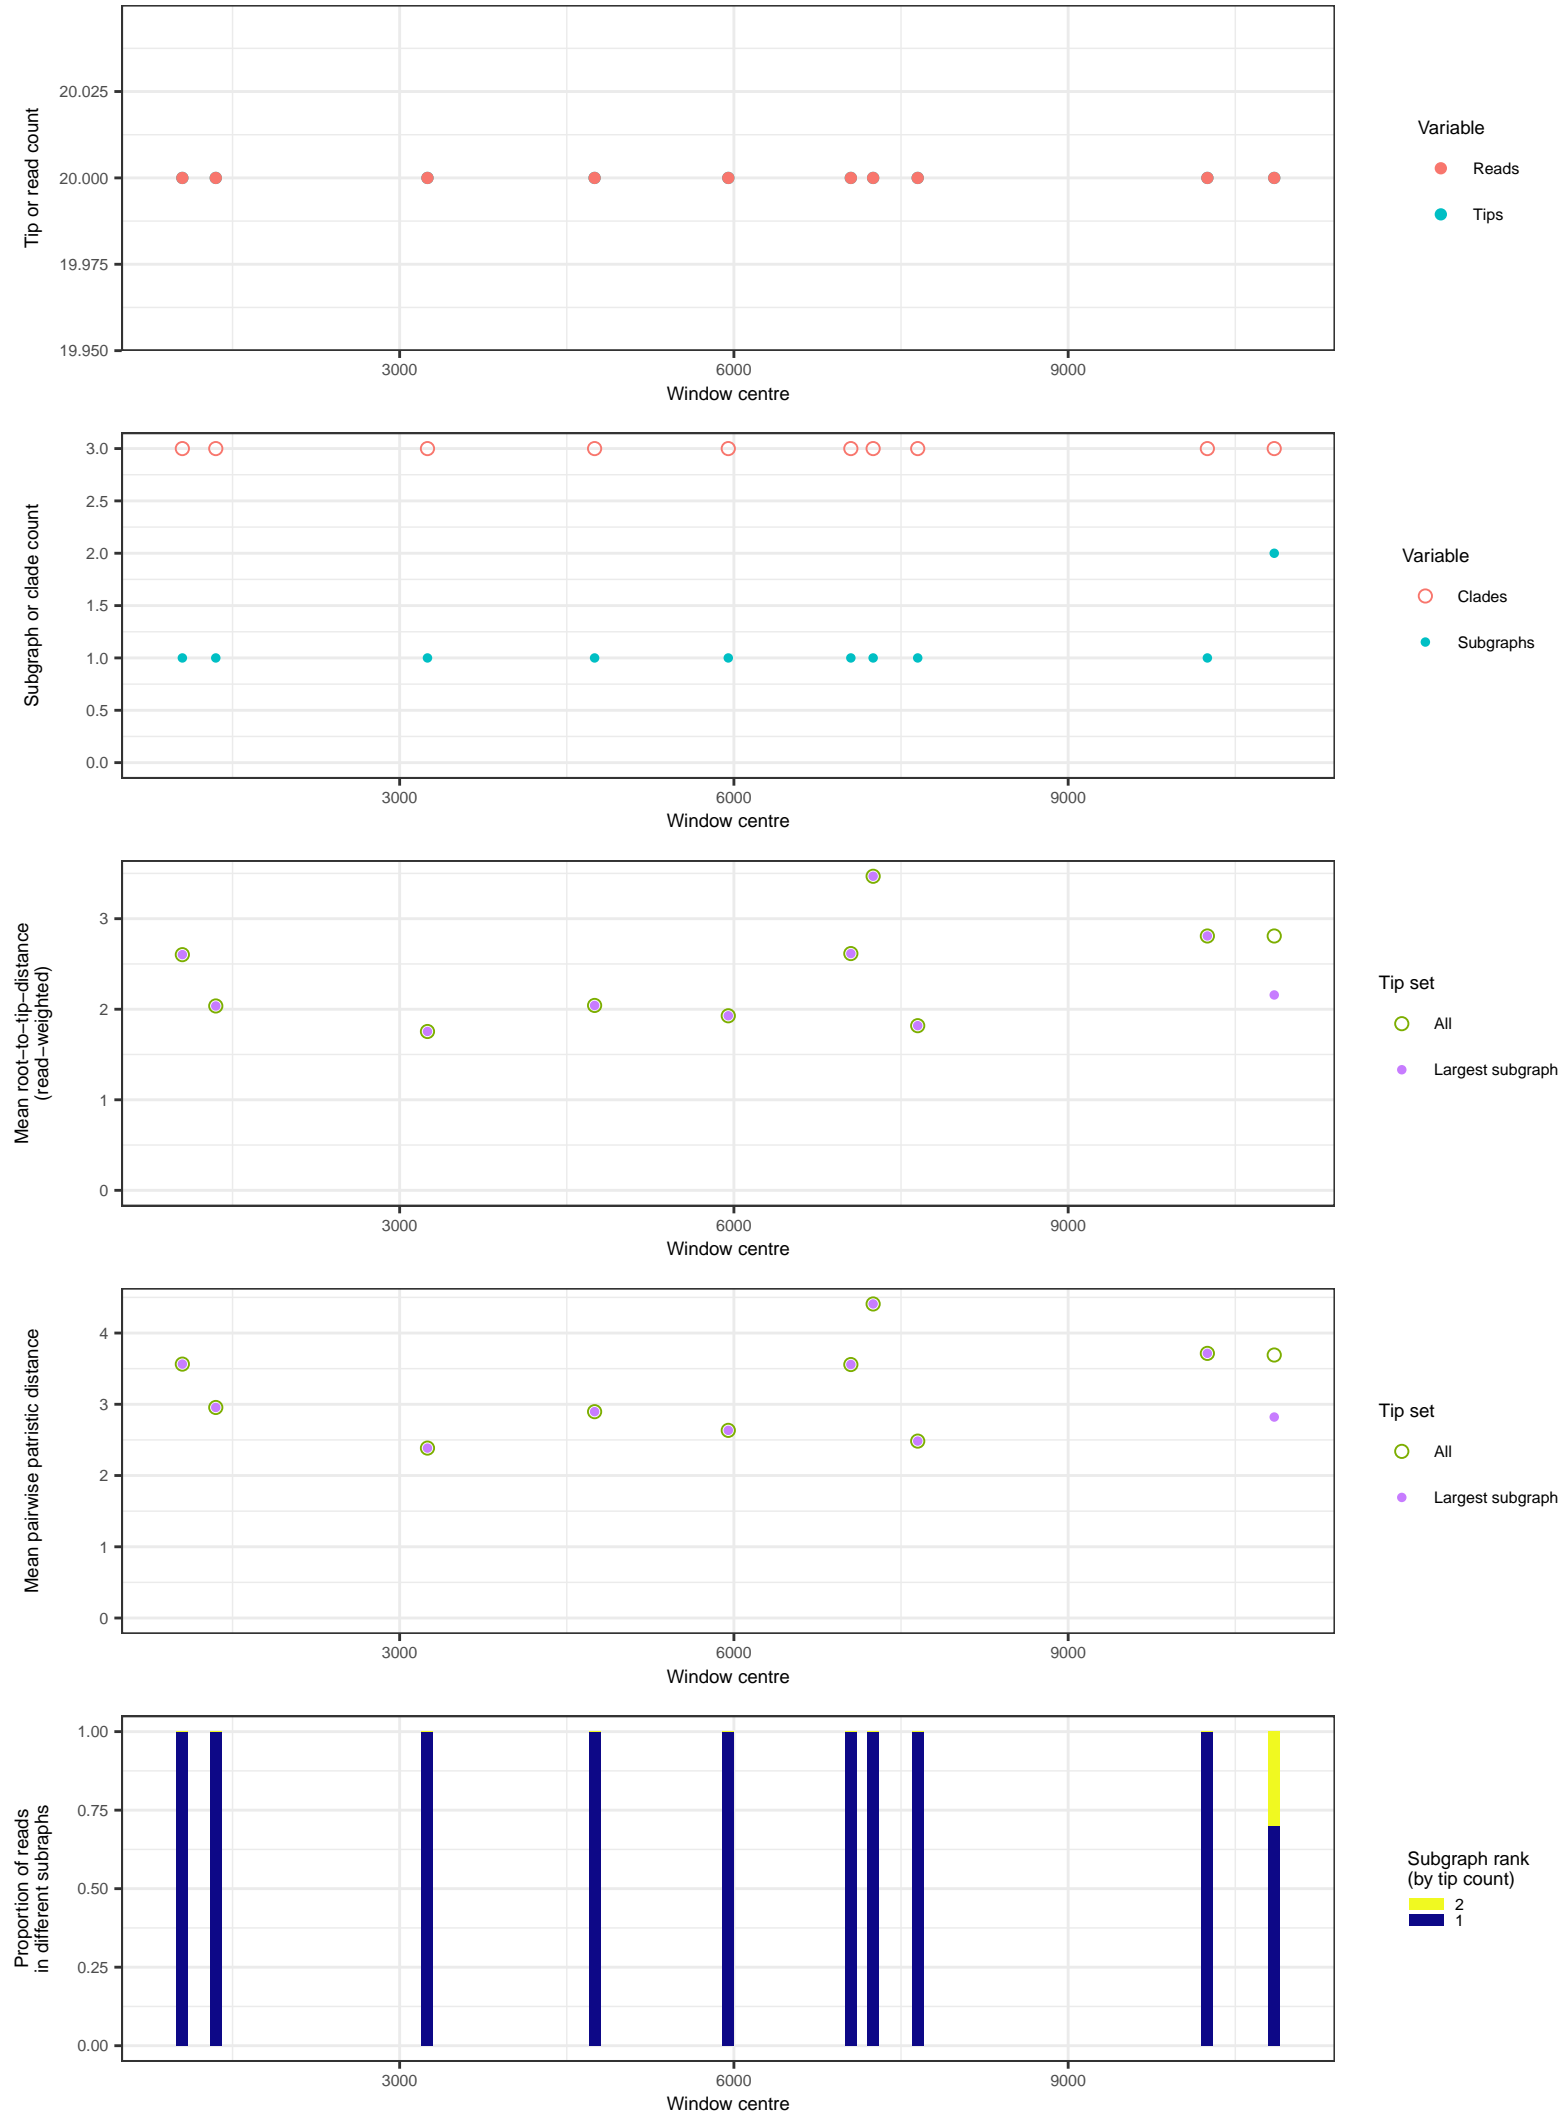 Tip or read count
20.025
20.000
19.975
19.950
3000 6000 9000
Window centre
Variable
Reads
Tips
Subgraph or clade count
3.0
2.5
2.0
1.5
1.0
0.5
0.0
3000 6000 9000
Window centre
Variable
Clades
Subgraphs
Mean root−to−tip−distance
(read−weighted)
3
2
1
0
3000 6000 9000
Window centre
Tip set
All
Largest subgraph
Mean pairwise patristic distance
4
3
2
1
0
3000 6000 9000
Window centre
Tip set
All
Largest subgraph
Proportion of reads
in different subraphs
1.00
0.75
0.50
0.25
0.00
3000 6000 9000
Window centre
Subgraph rank
(by tip count)
2
1